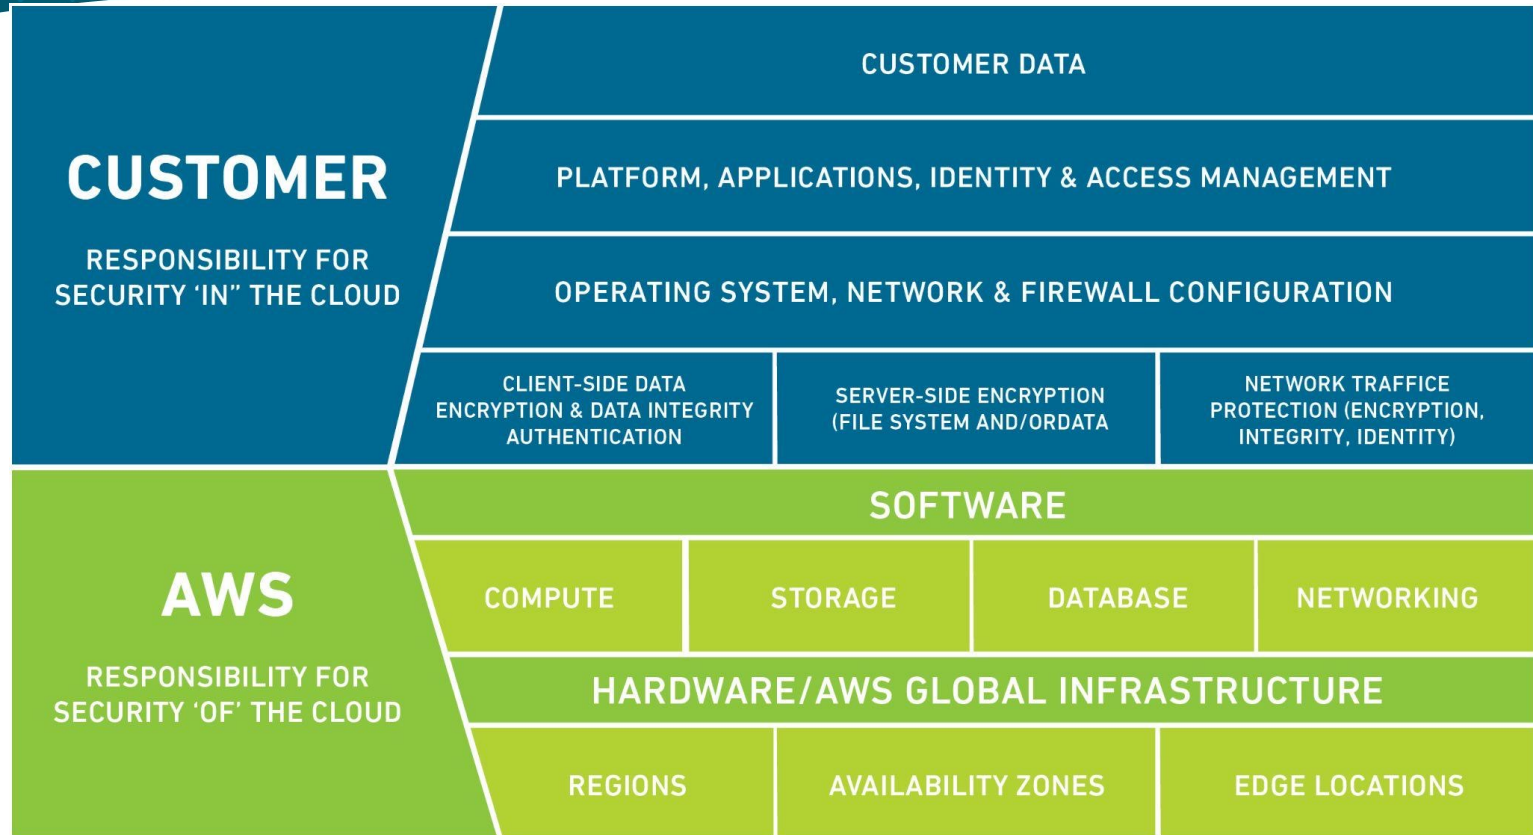 CUSTOMER
RESPONSIBILITY FOR
SECURITY ‘IN” THE CLOUD
CUSTOMER DATA
PLATFORM, APPLICATIONS, IDENTITY & ACCESS MANAGEMENT
OPERATING SYSTEM, NETWORK & FIREWALL CONFIGURATION
CLIENT-SIDE DATA
ENCRYPTION & DATA INTEGRITY
AUTHENTICATION
SERVER-SIDE ENCRYPTION
(FILE SYSTEM AND/ORDATA
NETWORK TRAFFICE
PROTECTION (ENCRYPTION,
INTEGRITY, IDENTITY)
AWS
RESPONSIBILITY FOR
SECURITY ‘OF’ THE CLOUD
SOFTWARE
COMPUTE
STORAGE
DATABASE
NETWORKING
HARDWARE/AWS GLOBAL INFRASTRUCTURE
REGIONS
AVAILABILITY ZONES
EDGE LOCATIONS